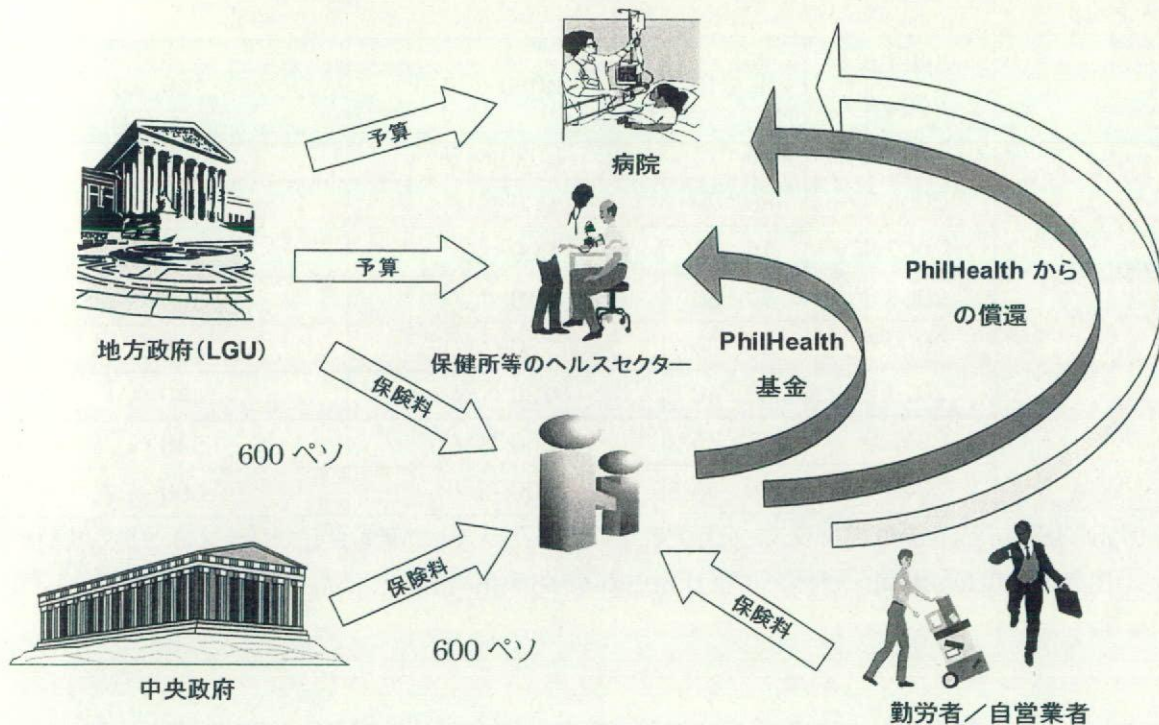 予算
病院
予算
地方政府(LGU)
保健所等のヘルスセクター
PhilHealth から
の償還
PhilHealth
基金
保険料
600 ペソ
保険料
600 ペソ
保険料
中央政府
勤労者/自営業者